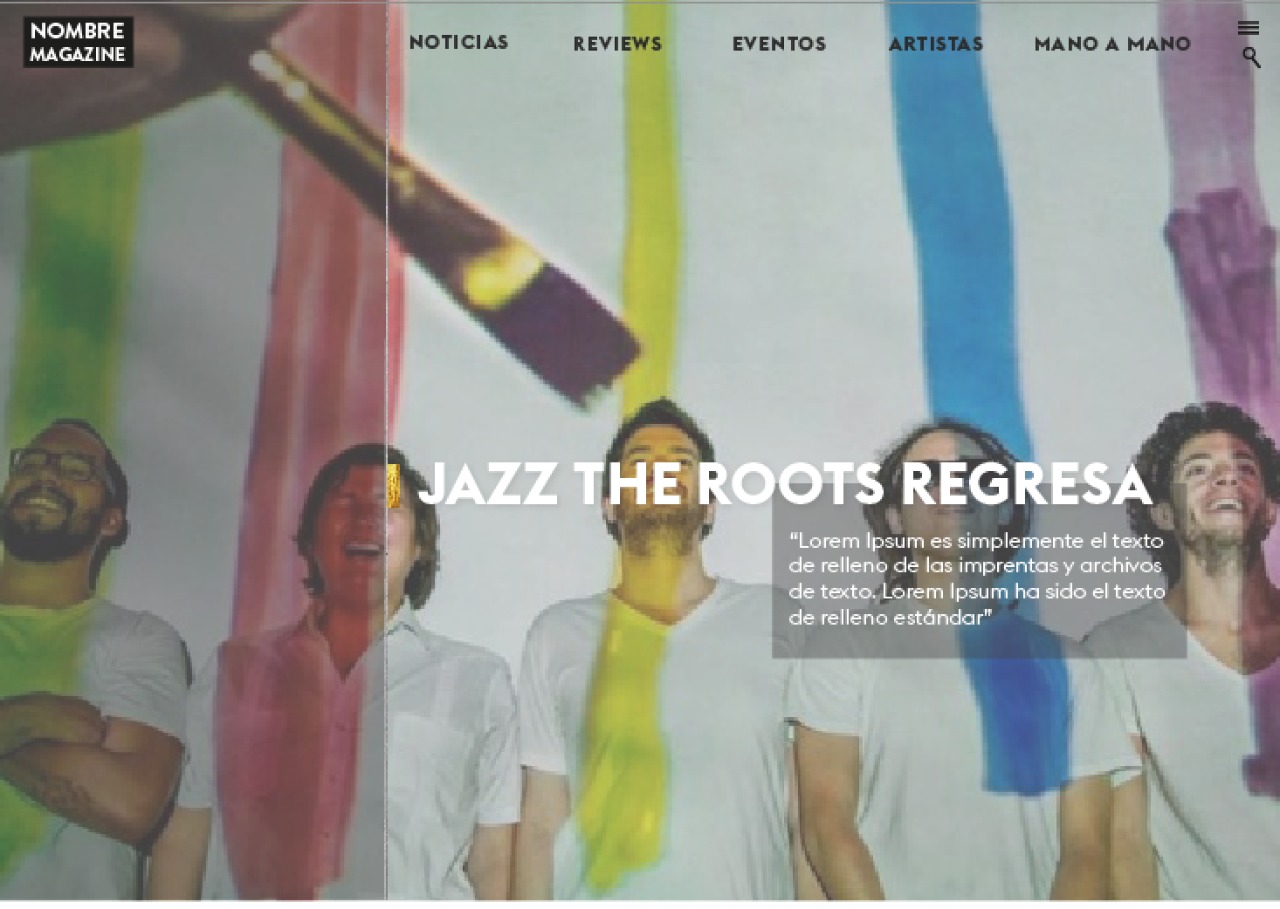 NOMBRE
MAGAZINE
NOTICIAS
REVIEWS
EVENTOS
ARTISTAS
MANO A MANO
JAZZ THE ROOTS REGRESA
“Lorem Ipsum es simplemente el texto
de relleno de las imprentas y archivos
de texto. Lorem Ipsum ha sido el texto
de relleno estándar”